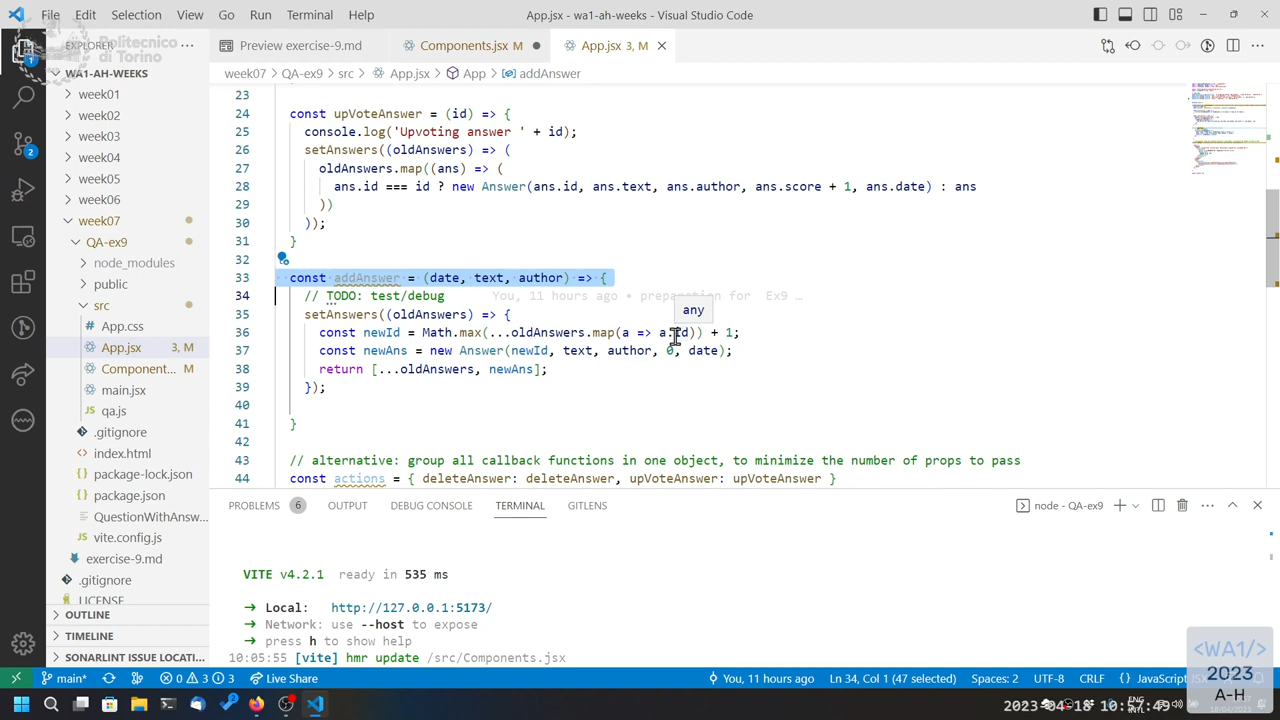 File Edit Selection View Go Run Terminal Help
App.jsx - wa1-ah-weeks - Visual Studio Code
Politecnico
di Torino
EXPLORER
WA1-AH-WEEKS
week01
week02
week03
week04
week05
week06
week07
QA-ex9
node_modules
public
src
App.css
App.jsx 3, M
Component... M
main.jsx
qa.js
.gitignore
index.html
package-lock.json
package.json
QuestionWithAnsw...
vite.config.js
exercise-9.md
.gitignore
LICENSE
OUTLINE
TIMELINE
SONARLINT ISSUE LOCATI...
Preview exercise-9.md
Components.jsx M
App.jsx 3, M
week07 > QA-ex9 > src > App.jsx > App > addAnswer
23
24 const upVoteAnswer = (id) => {
25 console.log('Upvoting answer ' + id);
26 setAnswers((oldAnswers) =>
27 oldAnswers.map((ans) => (
28 ans.id === id ? new Answer(ans.id, ans.text, ans.author, ans.score + 1, ans.date) : ans
29 ))
30 ));
31 }
32
33 const addAnswer = (date, text, author) => {
34 // TODO: test/debug You, 11 hours ago • preparation for Ex9 …
any
35 setAnswers((oldAnswers) => {
36 const newId = Math.max(...oldAnswers.map(a => a.id)) + 1;
37 const newAns = new Answer(newId, text, author, 0, date);
38 return [...oldAnswers, newAns];
39 });
40
41 }
42
43 // alternative: group all callback functions in one object, to minimize the number of props to pass
44 const actions = { deleteAnswer: deleteAnswer, upVoteAnswer: upVoteAnswer }
PROBLEMS 6 OUTPUT DEBUG CONSOLE TERMINAL GITLENS
node - QA-ex9
VITE v4.2.1 ready in 535 ms
➜ Local: http://127.0.0.1:5173/
➜ Network: use --host to expose
➜ press h to show help
10:05:55 [vite] hmr update /src/Components.jsx
<WA1/>
2023
A-H
main* 0 3 3 Live Share You, 11 hours ago Ln 34, Col 1 (47 selected) Spaces: 2 UTF-8 CRLF {} JavaScript JSX
ENG
2023-04-18 10:17:45